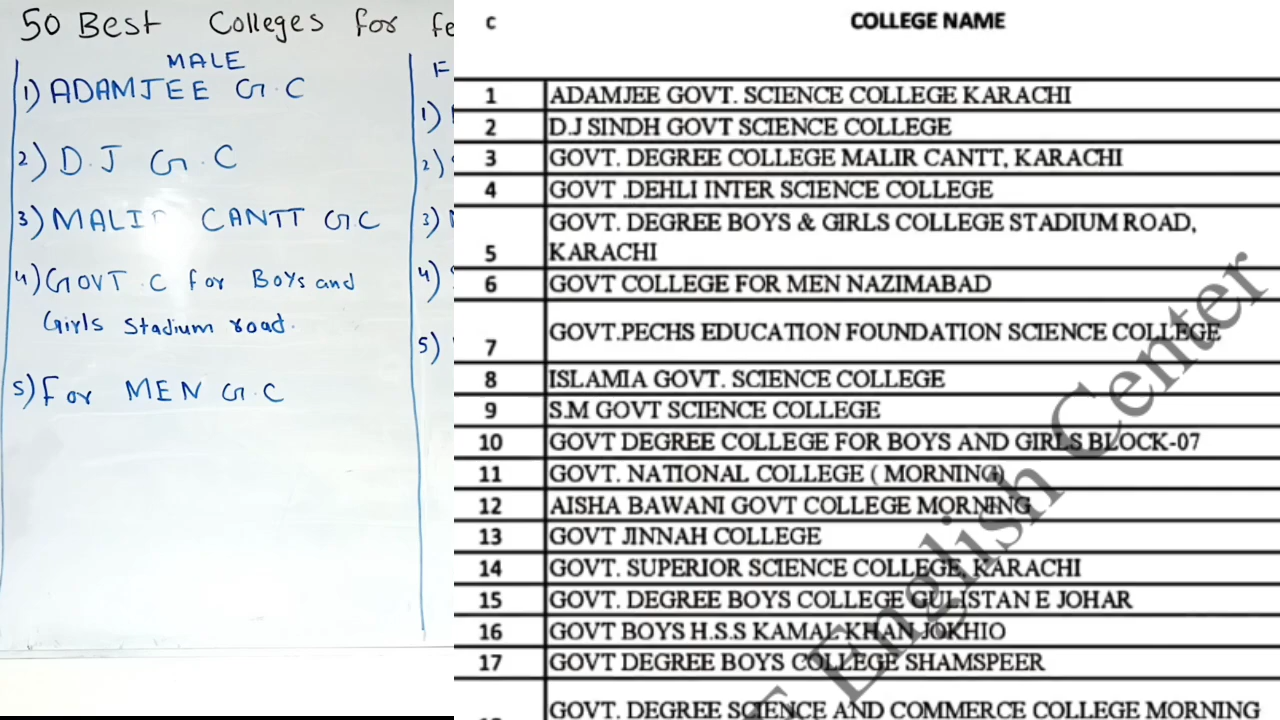 50 Best Colleges for fe
MALE
1) ADAMJEE G.C
2) D.J G.C
3) MALIR CANTT G.C
4) GOVT.C for Boys and
Girls Stadium road.
5) For MEN G.C
F
1)
2)
3)
4)
5)
c COLLEGE NAME
1 ADAMJEE GOVT. SCIENCE COLLEGE KARACHI
2 D.J SINDH GOVT SCIENCE COLLEGE
3 GOVT. DEGREE COLLEGE MALIR CANTT, KARACHI
4 GOVT .DEHLI INTER SCIENCE COLLEGE
GOVT. DEGREE BOYS & GIRLS COLLEGE STADIUM ROAD,
5 KARACHI
6 GOVT COLLEGE FOR MEN NAZIMABAD
7 GOVT.PECHS EDUCATION FOUNDATION SCIENCE COLLEGE
8 ISLAMIA GOVT. SCIENCE COLLEGE
9 S.M GOVT SCIENCE COLLEGE
10 GOVT DEGREE COLLEGE FOR BOYS AND GIRLS BLOCK-07
11 GOVT. NATIONAL COLLEGE ( MORNING)
12 AISHA BAWANI GOVT COLLEGE MORNING
13 GOVT JINNAH COLLEGE
14 GOVT. SUPERIOR SCIENCE COLLEGE, KARACHI
15 GOVT. DEGREE BOYS COLLEGE GULISTAN E JOHAR
16 GOVT BOYS H.S.S KAMAL KHAN JOKHIO
17 GOVT DEGREE BOYS COLLEGE SHAMSPEER
GOVT. DEGREE SCIENCE AND COMMERCE COLLEGE MORNING
English Center